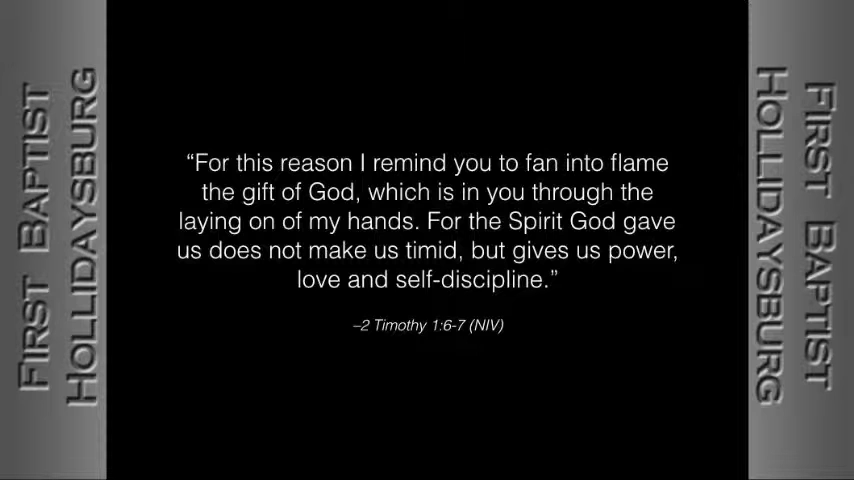 First Baptist
Hollidaysburg
“For this reason I remind you to fan into flame
the gift of God, which is in you through the
laying on of my hands. For the Spirit God gave
us does not make us timid, but gives us power,
love and self-discipline.”
–2 Timothy 1:6-7 (NIV)
First Baptist
Hollidaysburg